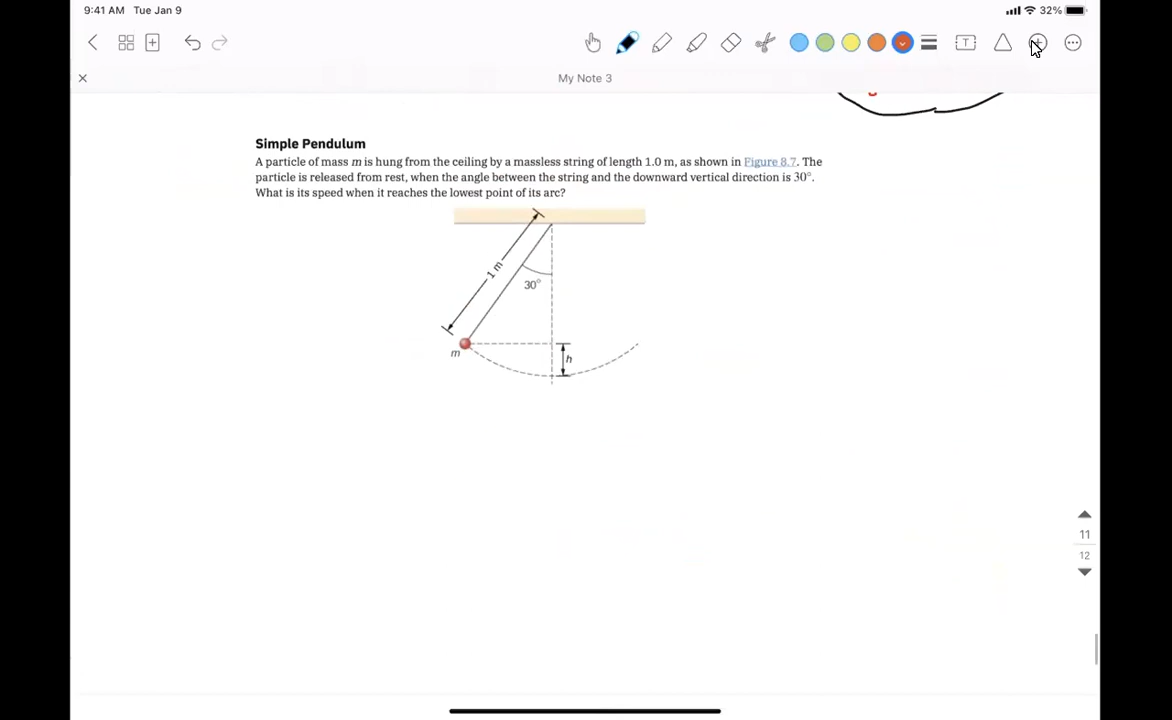 9:41 AM Tue Jan 9
32%
T
My Note 3
Simple Pendulum
A particle of mass m is hung from the ceiling by a massless string of length 1.0 m, as shown in Figure 8.7. The
particle is released from rest, when the angle between the string and the downward vertical direction is 30°.
What is its speed when it reaches the lowest point of its arc?
1 m
30°
m
h
11
12